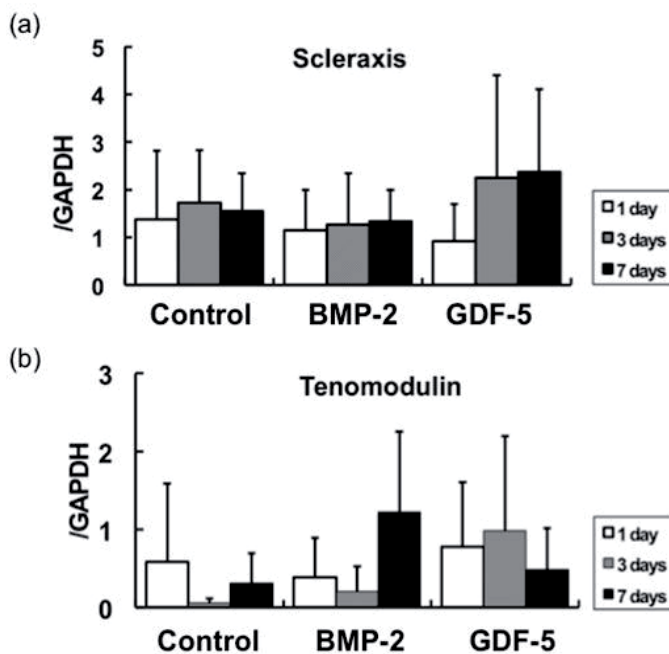 (a)
Scleraxis
/GAPDH
5
4
3
2
1
0
Control BMP-2 GDF-5
1 day
3 days
7 days
(b)
Tenomodulin
/GAPDH
3
2
1
0
Control BMP-2 GDF-5
1 day
3 days
7 days